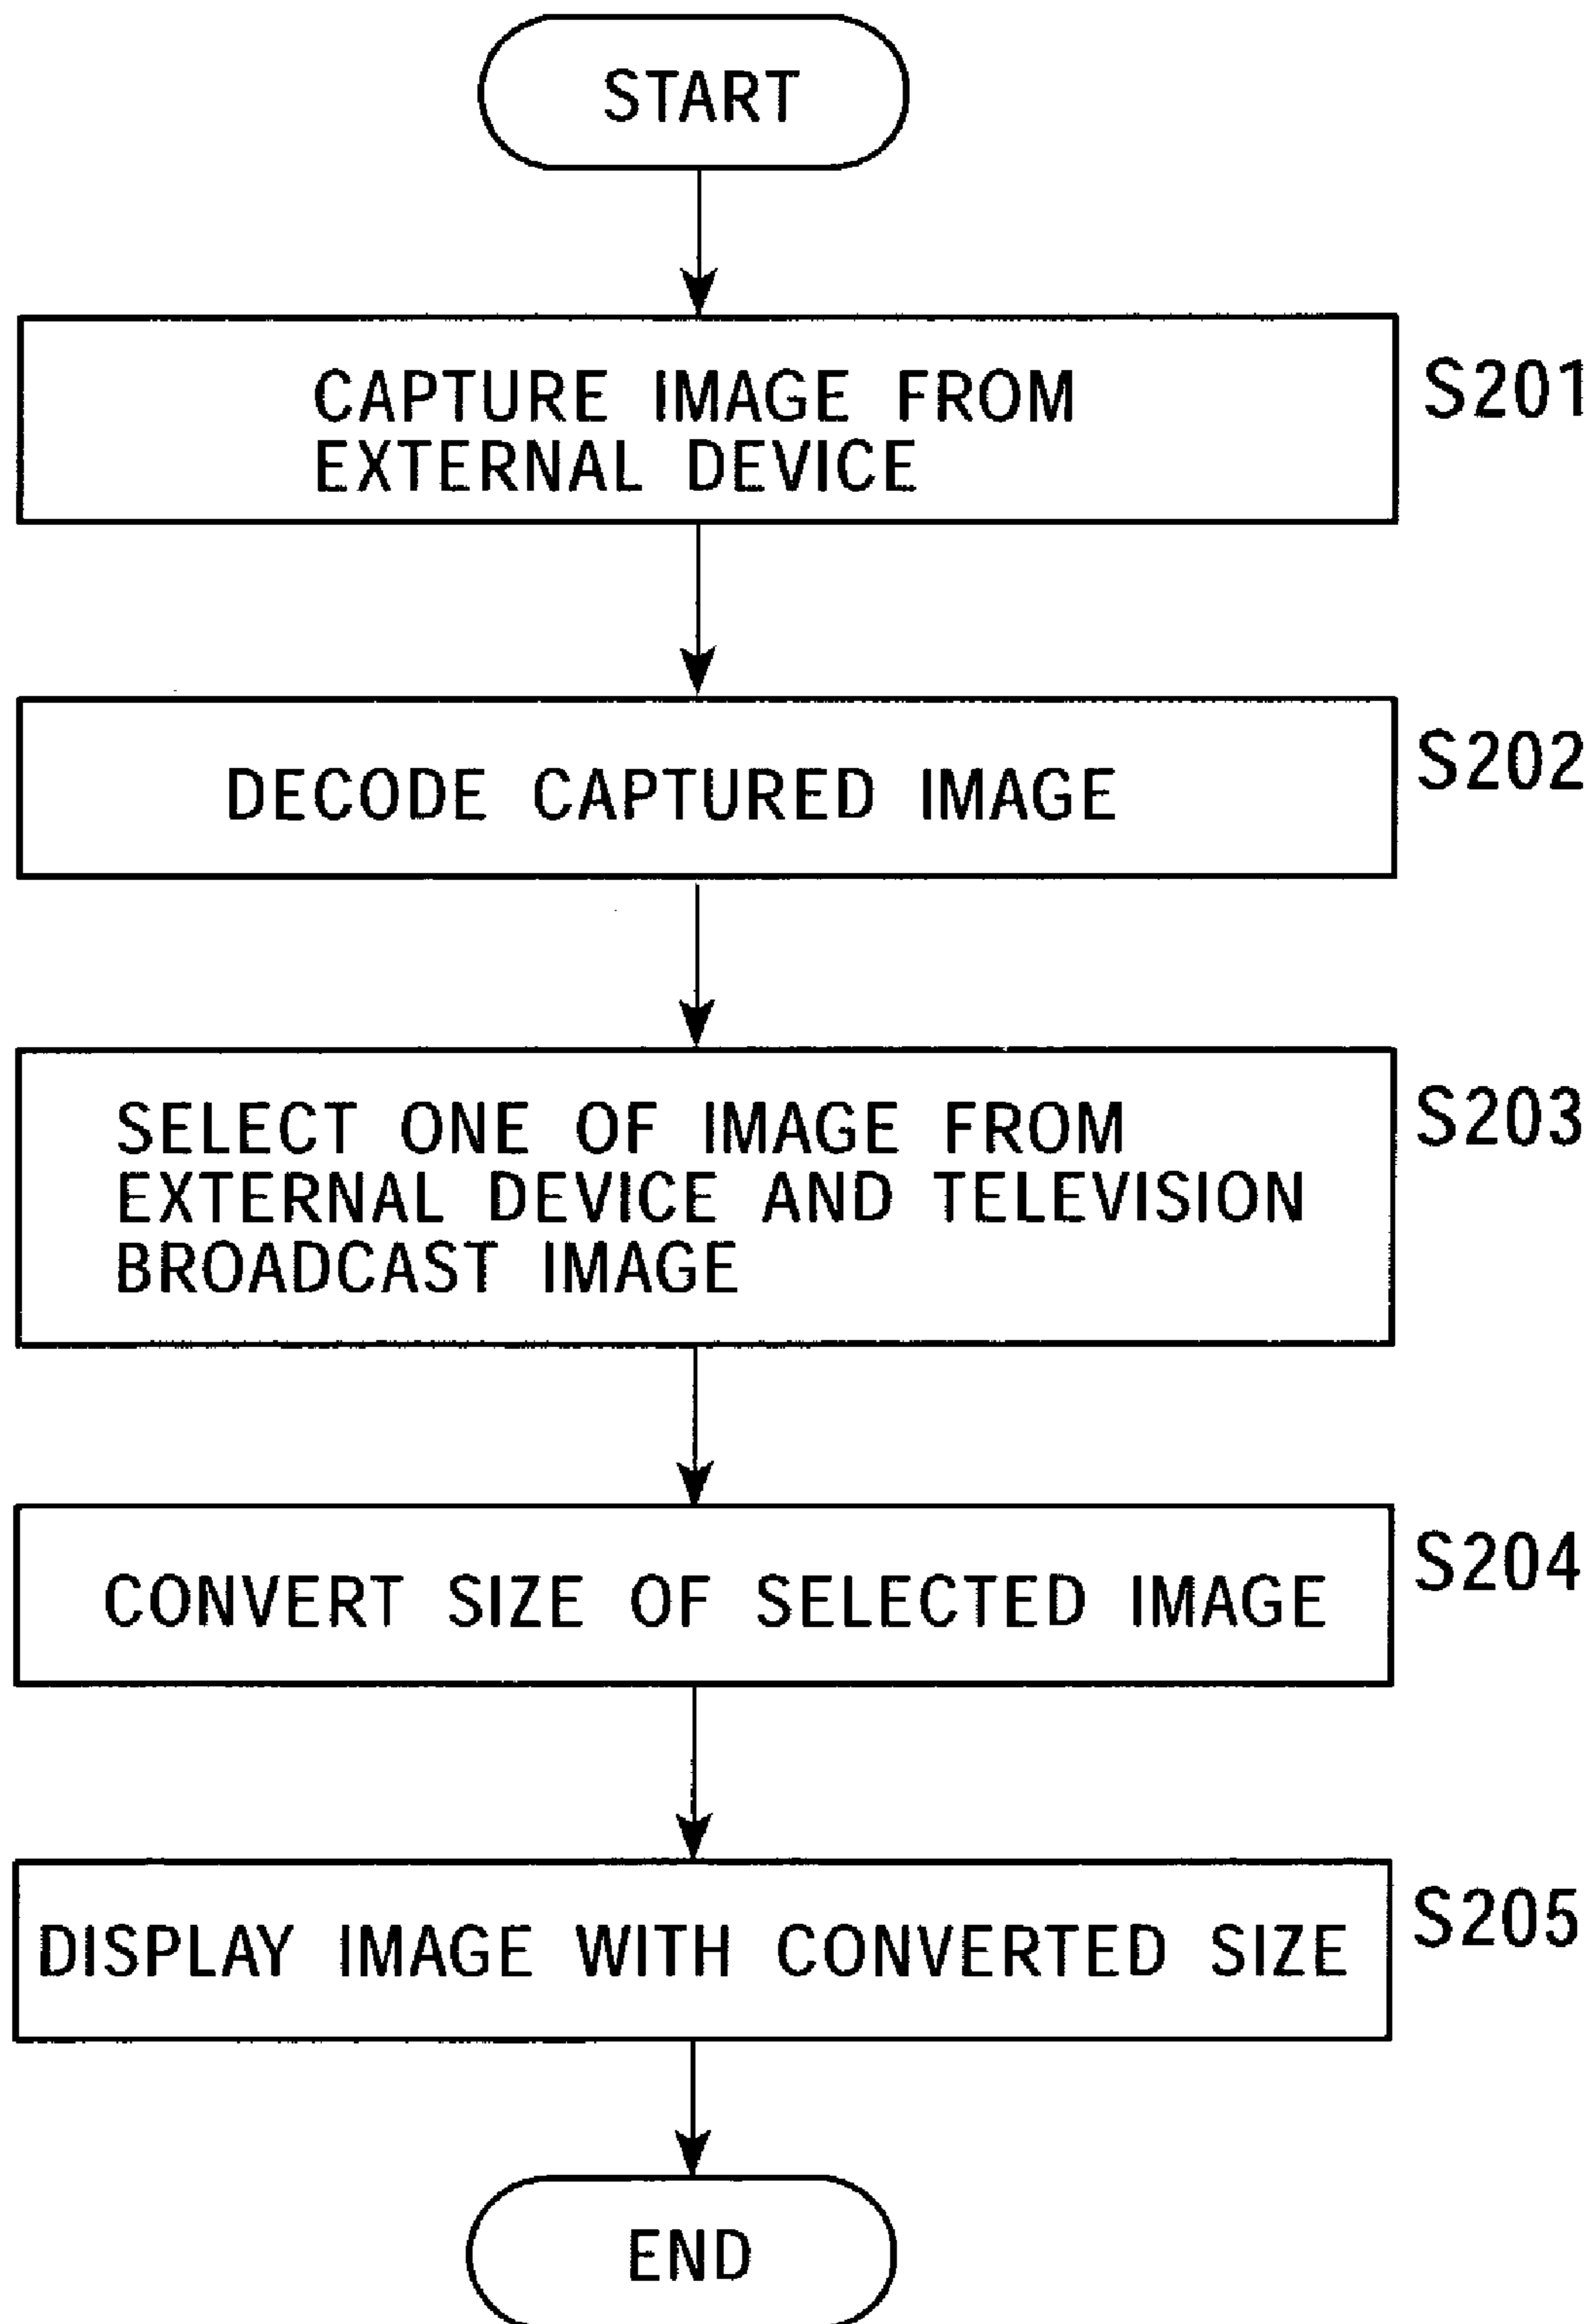 START
CAPTURE IMAGE FROM
EXTERNAL DEVICE
S201
DECODE CAPTURED IMAGE
S202
SELECT ONE OF IMAGE FROM
EXTERNAL DEVICE AND TELEVISION
BROADCAST IMAGE
S203
CONVERT SIZE OF SELECTED IMAGE
S204
DISPLAY IMAGE WITH CONVERTED SIZE
S205
END